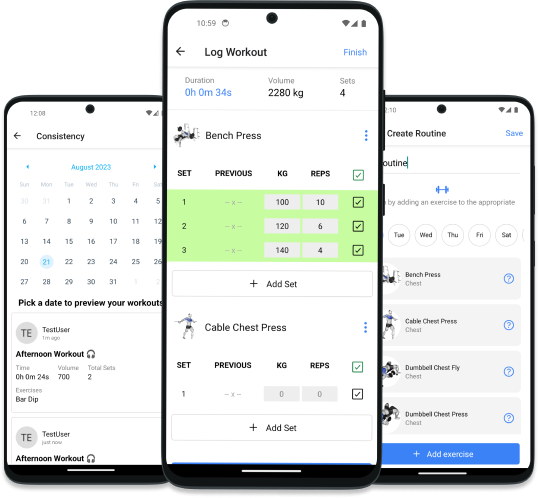 12:08
Consistency
August 2023
Sun Mon Tue Wed Thu Fri
30 31 1 2 3 4 5
6 7 8 9 10 11 12
13 14 15 16 17 18 19
20 21 22 23 24 25 26
27 28 29 30 31 1
Pick a date to preview your workouts
TE
TestUser
1m ago
Afternoon Workout
Time Volume Total Sets
0h 0m 24s 700 2
Exercises
Bar Dip
TE
TestUser
just now
Afternoon Workout
10:59
Log Workout Finish
Duration Volume Sets
0h 0m 34s 2280 kg 4
Bench Press
SET PREVIOUS KG REPS
1 -- x -- 100 10
2 -- x -- 120 6
3 -- x -- 140 4
+ Add Set
Cable Chest Press
SET PREVIOUS KG REPS
1 -- x -- 0 0
+ Add Set
2:10
Create Routine Save
outine
by adding an exercise to the appropriate
Tue Wed Thu Fri Sat
Bench Press
Chest
?
Cable Chest Press
Chest
?
Dumbbell Chest Fly
Chest
?
Dumbbell Chest Press
Chest
?
+ Add exercise